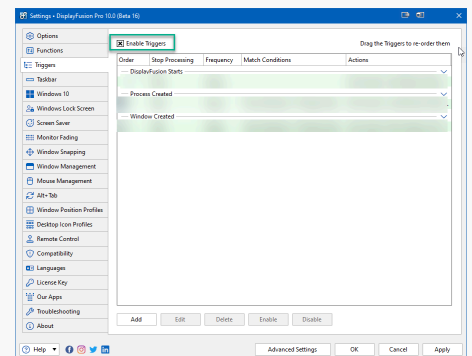 Settings • DisplayFusion Pro 10.0 (Beta 16)
Options
Functions
Triggers
Taskbar
Windows 10
Windows Lock Screen
Screen Saver
Monitor Fading
Window Snapping
Window Management
Mouse Management
Alt+Tab
Window Position Profiles
Desktop Icon Profiles
Remote Control
Compatibility
Languages
License Key
Our Apps
Troubleshooting
About
Enable Triggers
Drag the Triggers to re-order them
Order Stop Processing Frequency Match Conditions Actions
DisplayFusion Starts
Process Created
Window Created
Add Edit Delete Enable Disable
Help Advanced Settings OK Cancel Apply